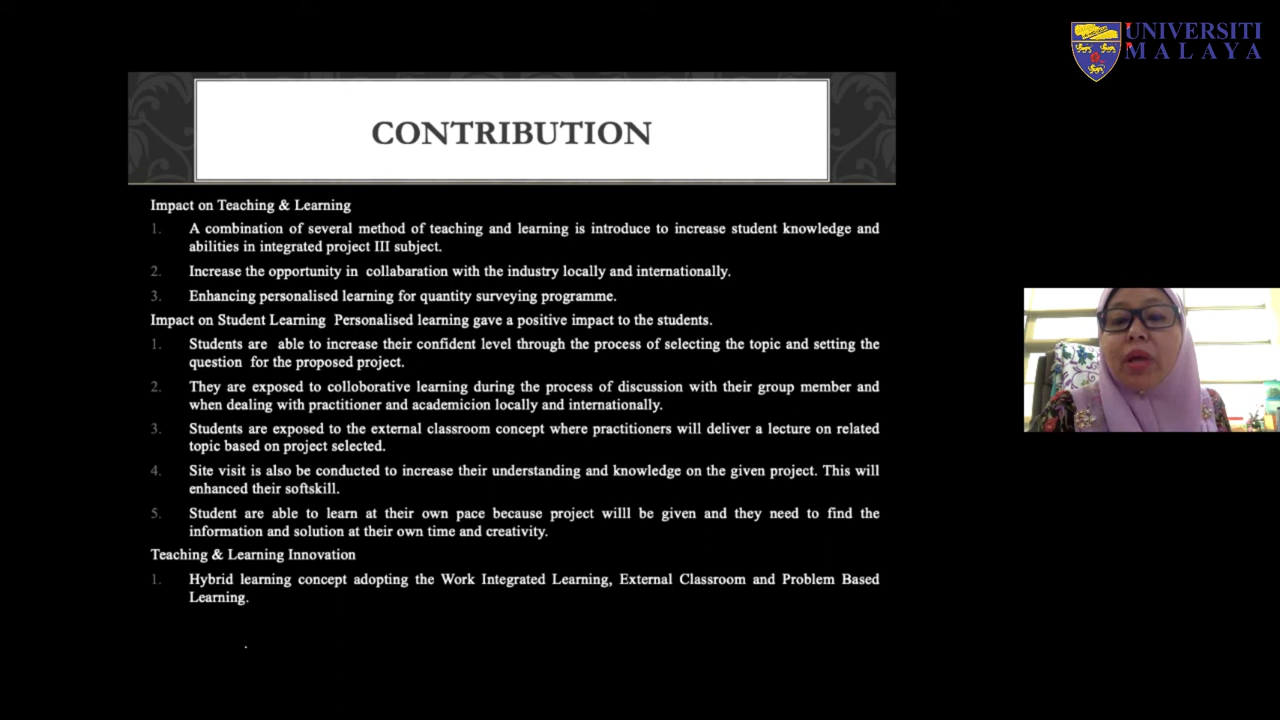 UNIVERSITI
MALAYA
CONTRIBUTION
Impact on Teaching & Learning
1. A combination of several method of teaching and learning is introduce to increase student knowledge and
abilities in integrated project III subject.
2. Increase the opportunity in collabaration with the industry locally and internationally.
3. Enhancing personalised learning for quantity surveying programme.
Impact on Student Learning Personalised learning gave a positive impact to the students.
1. Students are able to increase their confident level through the process of selecting the topic and setting the
question for the proposed project.
2. They are exposed to colloborative learning during the process of discussion with their group member and
when dealing with practitioner and academicion locally and internationally.
3. Students are exposed to the external classroom concept where practitioners will deliver a lecture on related
topic based on project selected.
4. Site visit is also be conducted to increase their understanding and knowledge on the given project. This will
enhanced their softskill.
5. Student are able to learn at their own pace because project willl be given and they need to find the
information and solution at their own time and creativity.
Teaching & Learning Innovation
1. Hybrid learning concept adopting the Work Integrated Learning, External Classroom and Problem Based
Learning.
.